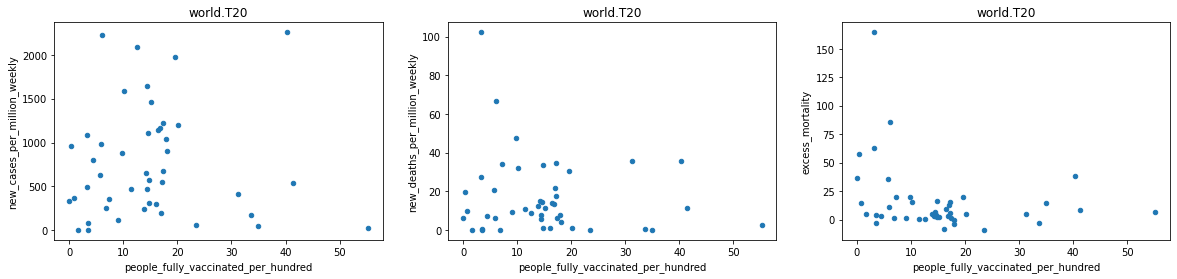 world.T20
new_cases_per_million_weekly
2000
1500
1000
500
0
0 10 20 30 40 50
people_fully_vaccinated_per_hundred
world.T20
new_deaths_per_million_weekly
100
80
60
40
20
0
0 10 20 30 40 50
people_fully_vaccinated_per_hundred
world.T20
excess_mortality
150
125
100
75
50
25
0
0 10 20 30 40 50
people_fully_vaccinated_per_hundred